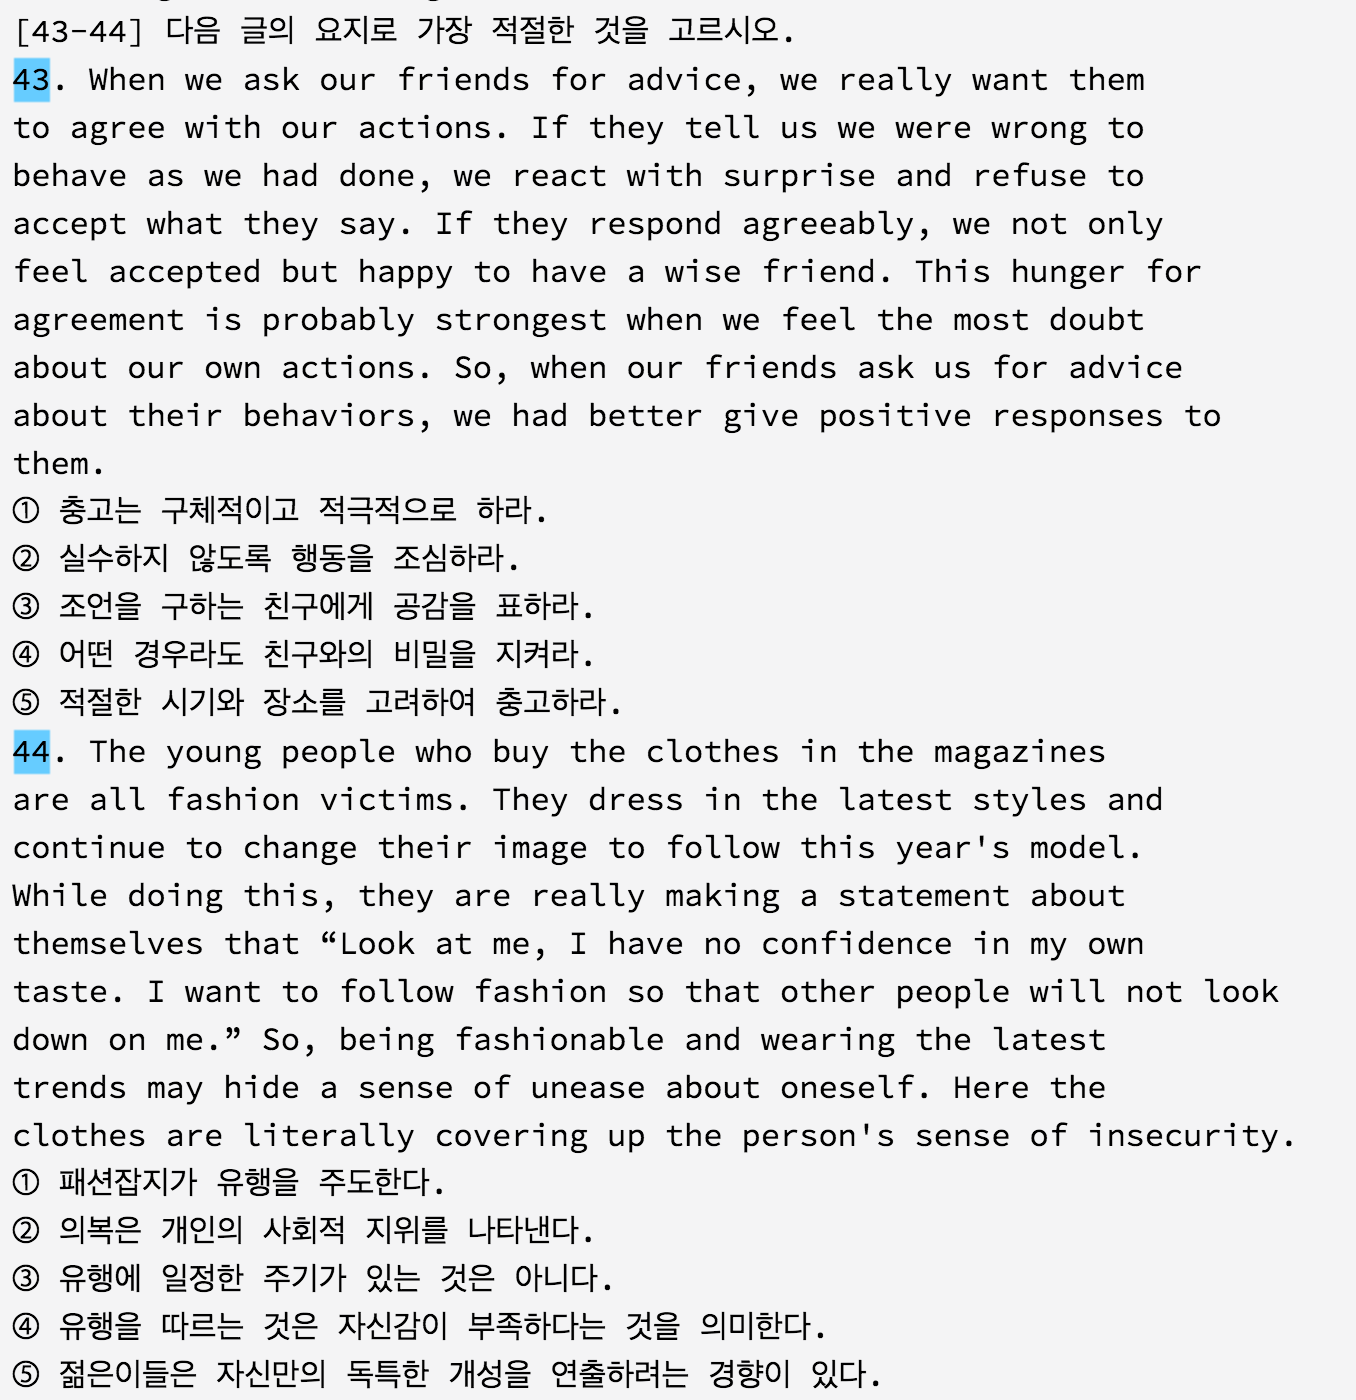 [43-44] 다음 글의 요지로 가장 적절한 것을 고르시오.
43. When we ask our friends for advice, we really want them
to agree with our actions. If they tell us we were wrong to
behave as we had done, we react with surprise and refuse to
accept what they say. If they respond agreeably, we not only
feel accepted but happy to have a wise friend. This hunger for
agreement is probably strongest when we feel the most doubt
about our own actions. So, when our friends ask us for advice
about their behaviors, we had better give positive responses to
them.
① 충고는 구체적이고 적극적으로 하라.
② 실수하지 않도록 행동을 조심하라.
③ 조언을 구하는 친구에게 공감을 표하라.
④ 어떤 경우라도 친구와의 비밀을 지켜라.
⑤ 적절한 시기와 장소를 고려하여 충고하라.
44. The young people who buy the clothes in the magazines
are all fashion victims. They dress in the latest styles and
continue to change their image to follow this year's model.
While doing this, they are really making a statement about
themselves that “Look at me, I have no confidence in my own
taste. I want to follow fashion so that other people will not look
down on me.” So, being fashionable and wearing the latest
trends may hide a sense of unease about oneself. Here the
clothes are literally covering up the person's sense of insecurity.
① 패션잡지가 유행을 주도한다.
② 의복은 개인의 사회적 지위를 나타낸다.
③ 유행에 일정한 주기가 있는 것은 아니다.
④ 유행을 따르는 것은 자신감이 부족하다는 것을 의미한다.
⑤ 젊은이들은 자신만의 독특한 개성을 연출하려는 경향이 있다.